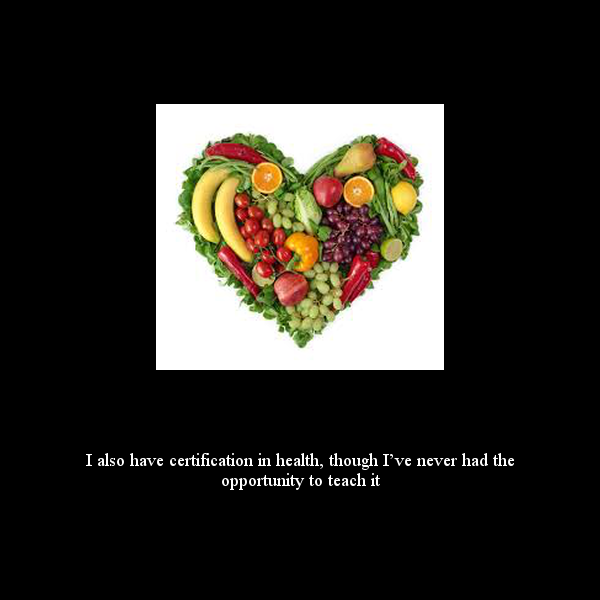 I also have certification in health, though I’ve never had the
opportunity to teach it